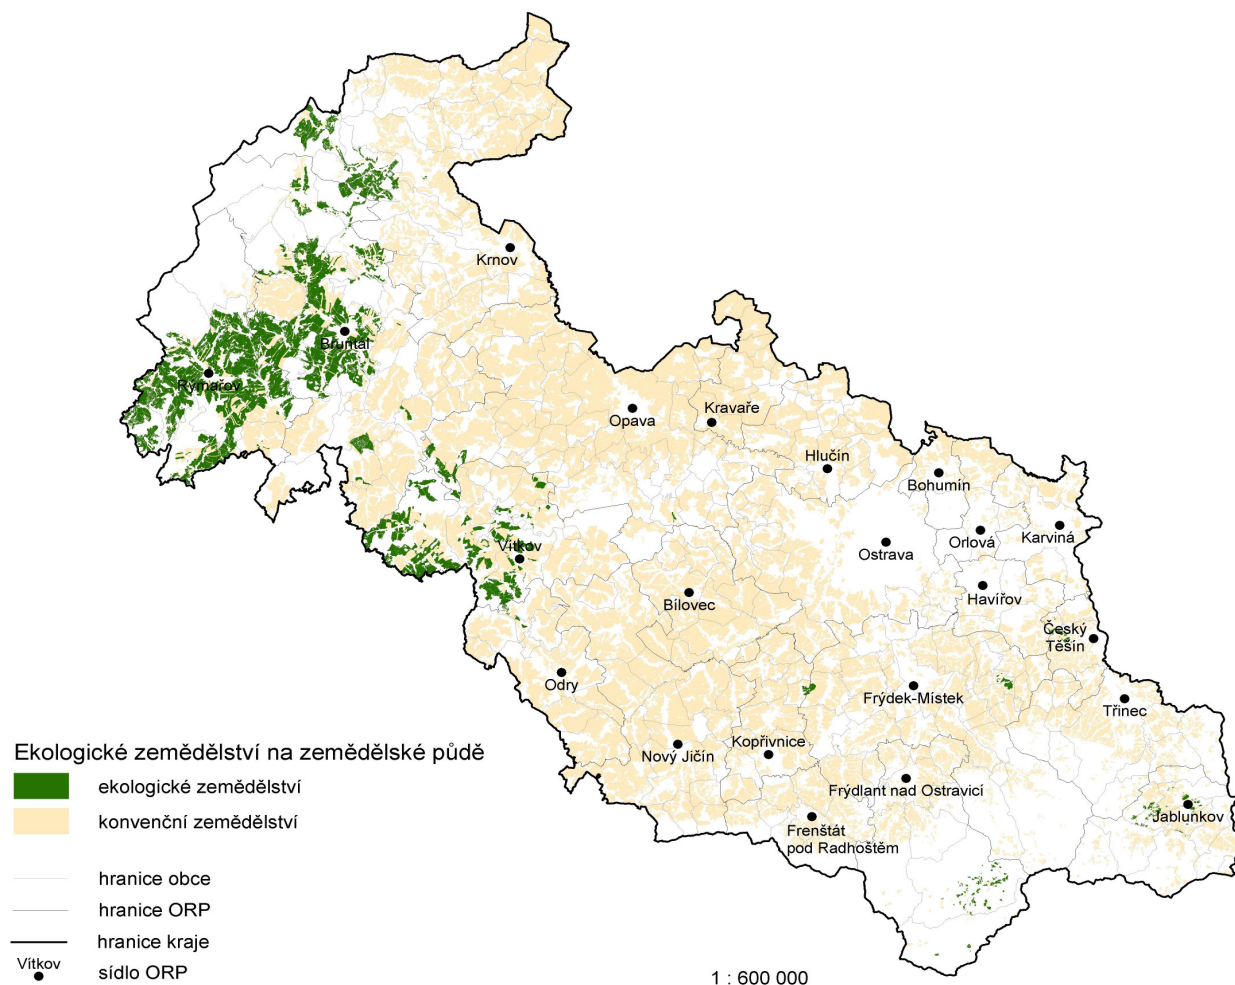 Krnov
Bruntál
Rýmařov
Opava
Kravaře
Hlučín
Bohumín
Vítkov
Ostrava
Orlová
Karviná
Bílovec
Havířov
Český
Těšín
Odry
Frýdek-Místek
Třinec
Nový Jičín
Kopřivnice
Frýdlant nad Ostravicí
Jablunkov
Frenštát
pod Radhoštěm
Ekologické zemědělství na zemědělské půdě
ekologické zemědělství
konvenční zemědělství
hranice obce
hranice ORP
hranice kraje
Vítkov
sídlo ORP
1 : 600 000